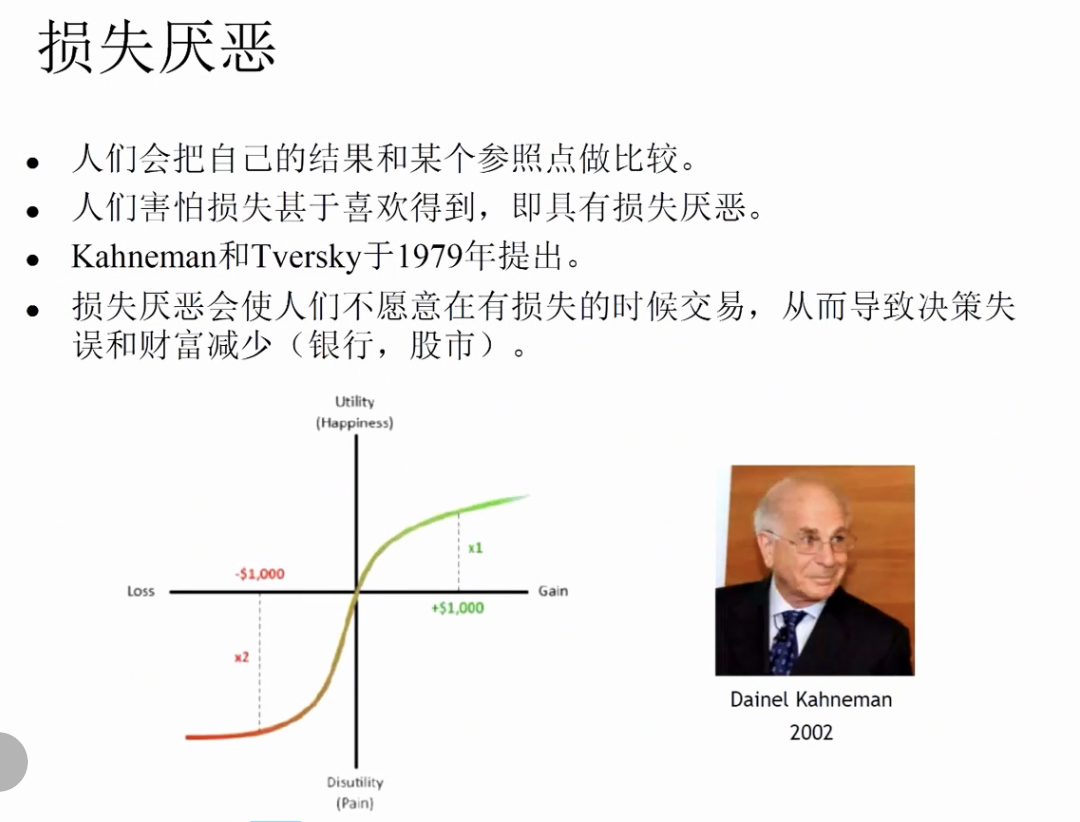 损失厌恶
● 人们会把自己的结果和某个参照点做比较。
● 人们害怕损失甚于喜欢得到，即具有损失厌恶。
● Kahneman和Tversky于1979年提出。
● 损失厌恶会使人们不愿意在有损失的时候交易，从而导致决策失
误和财富减少（银行，股市）。
Utility
(Happiness)
x1
-$1,000
Loss
Gain
+$1,000
x2
Dainel Kahneman
2002
Disutility
(Pain)